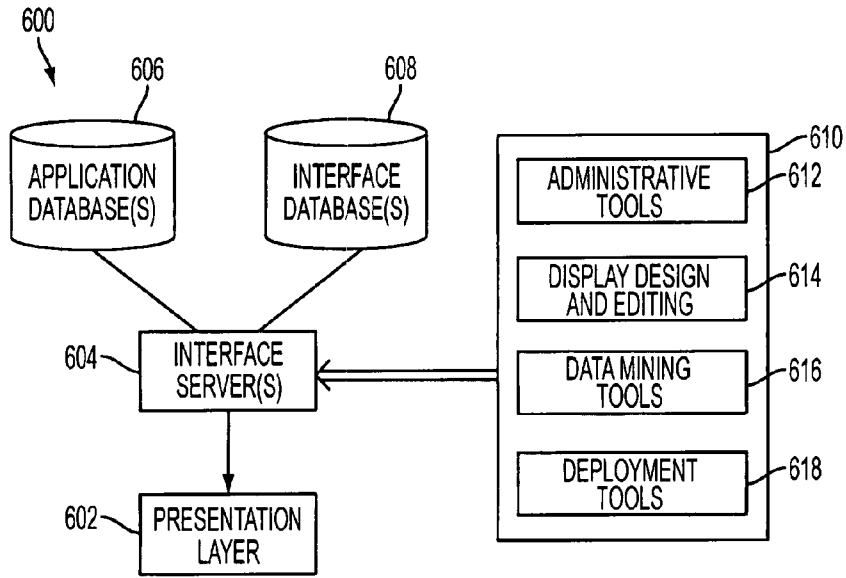 600
606
608
APPLICATION
DATABASE(S)
INTERFACE
DATABASE(S)
610
ADMINISTRATIVE
TOOLS
612
DISPLAY DESIGN
AND EDITING
614
604
INTERFACE
SERVER(S)
DATA MINING
TOOLS
616
DEPLOYMENT
TOOLS
618
602
PRESENTATION
LAYER